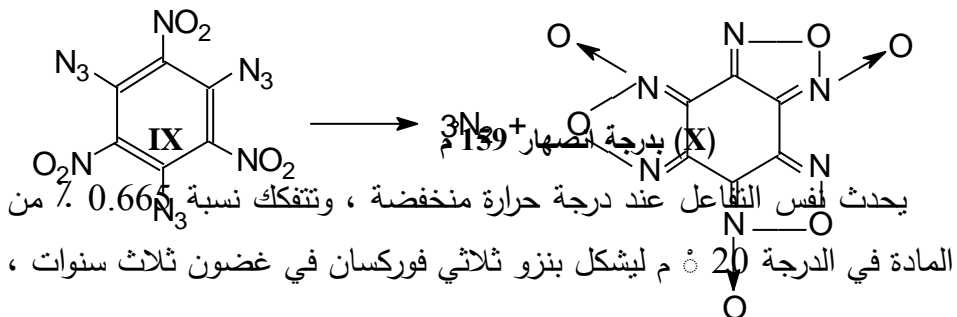 NO2
N3
N3
IX
O2N
NO2
N3
3N2 +
O
N
O
N
O
N
O
N
N
N
O
N
O
(X) بدرجة انصهار 159 م
يحدث نفس التفاعل عند درجة حرارة منخفضة ، وتتفكك نسبة 0.665 ٪ من
المادة في الدرجة 20 ْ م ليشكل بنزو ثلاثي فوركسان في غضون ثلاث سنوات ،